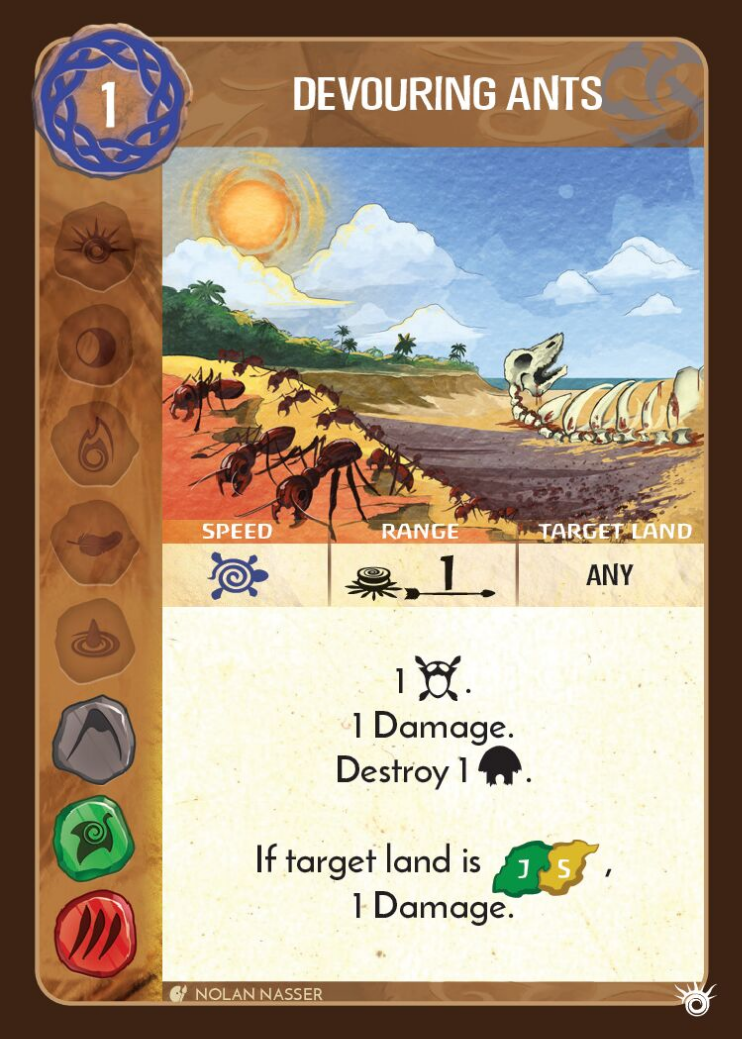 1
DEVOURING ANTS
SPEED RANGE TARGET LAND
1 ANY
1 .
1 Damage.
Destroy 1 .
If target land is J S ,
1 Damage.
NOLAN NASSER